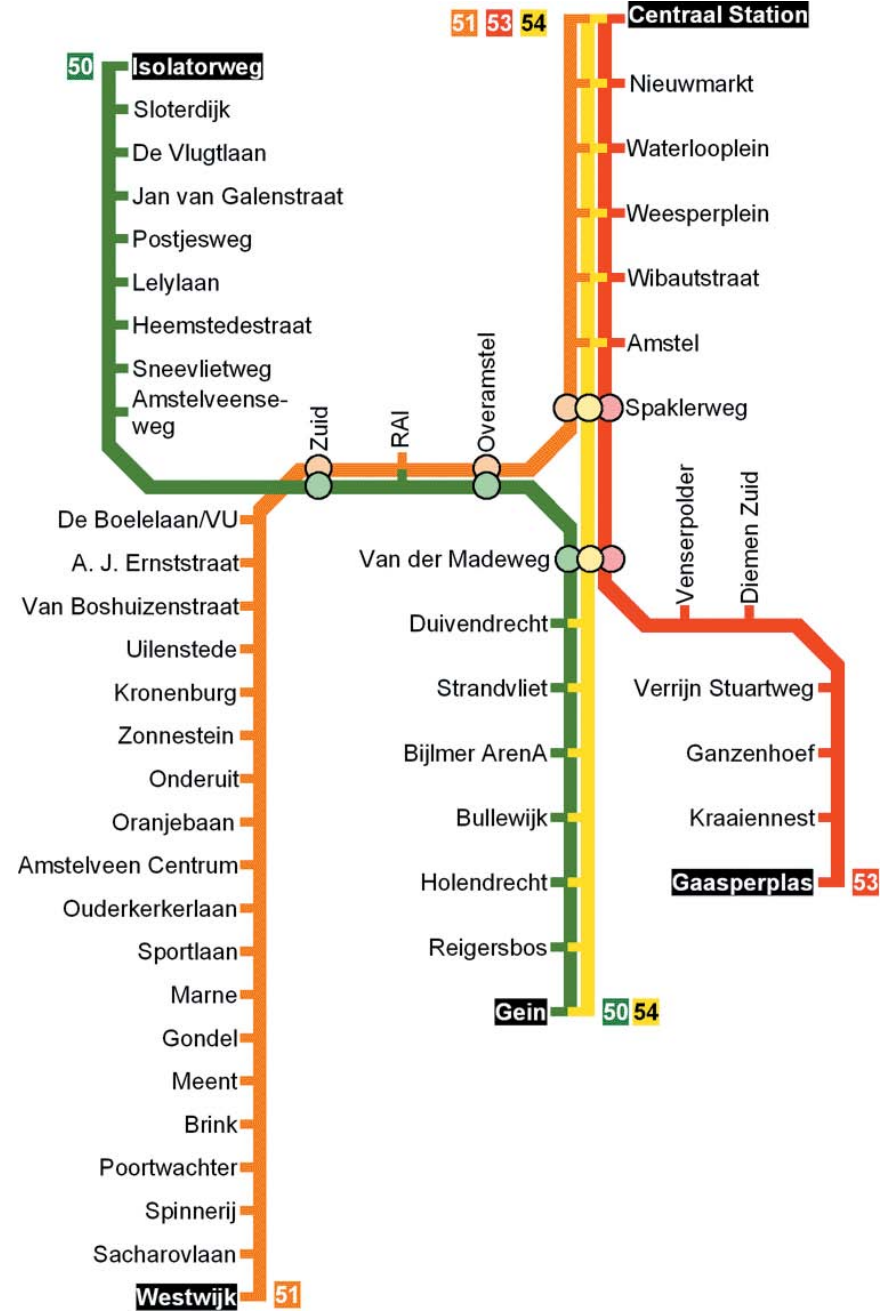 51 53 54
Centraal Station
Nieuwmarkt
Waterlooplein
Weesperplein
Wibautstraat
Amstel
Spaklerweg
50
Isolatorweg
Sloterdijk
De Vlugtlaan
Jan van Galenstraat
Postjesweg
Lelylaan
Heemstedestraat
Sneevlietweg
Amstelveense-
weg
Zuid
RAI
Overamstel
De Boelelaan/VU
A. J. Ernststraat
Van Boshuizenstraat
Uilenstede
Kronenburg
Zonnestein
Onderuit
Oranjebaan
Amstelveen Centrum
Ouderkerkerlaan
Sportlaan
Marne
Gondel
Meent
Brink
Poortwachter
Spinnerij
Sacharovlaan
Westwijk
51
Van der Madeweg
Duivendrecht
Strandvliet
Bijlmer ArenA
Bullewijk
Holendrecht
Reigersbos
Gein
50 54
Venserpolder
Diemen Zuid
Verrijn Stuartweg
Ganzenhoef
Kraaiennest
Gaasperplas
53